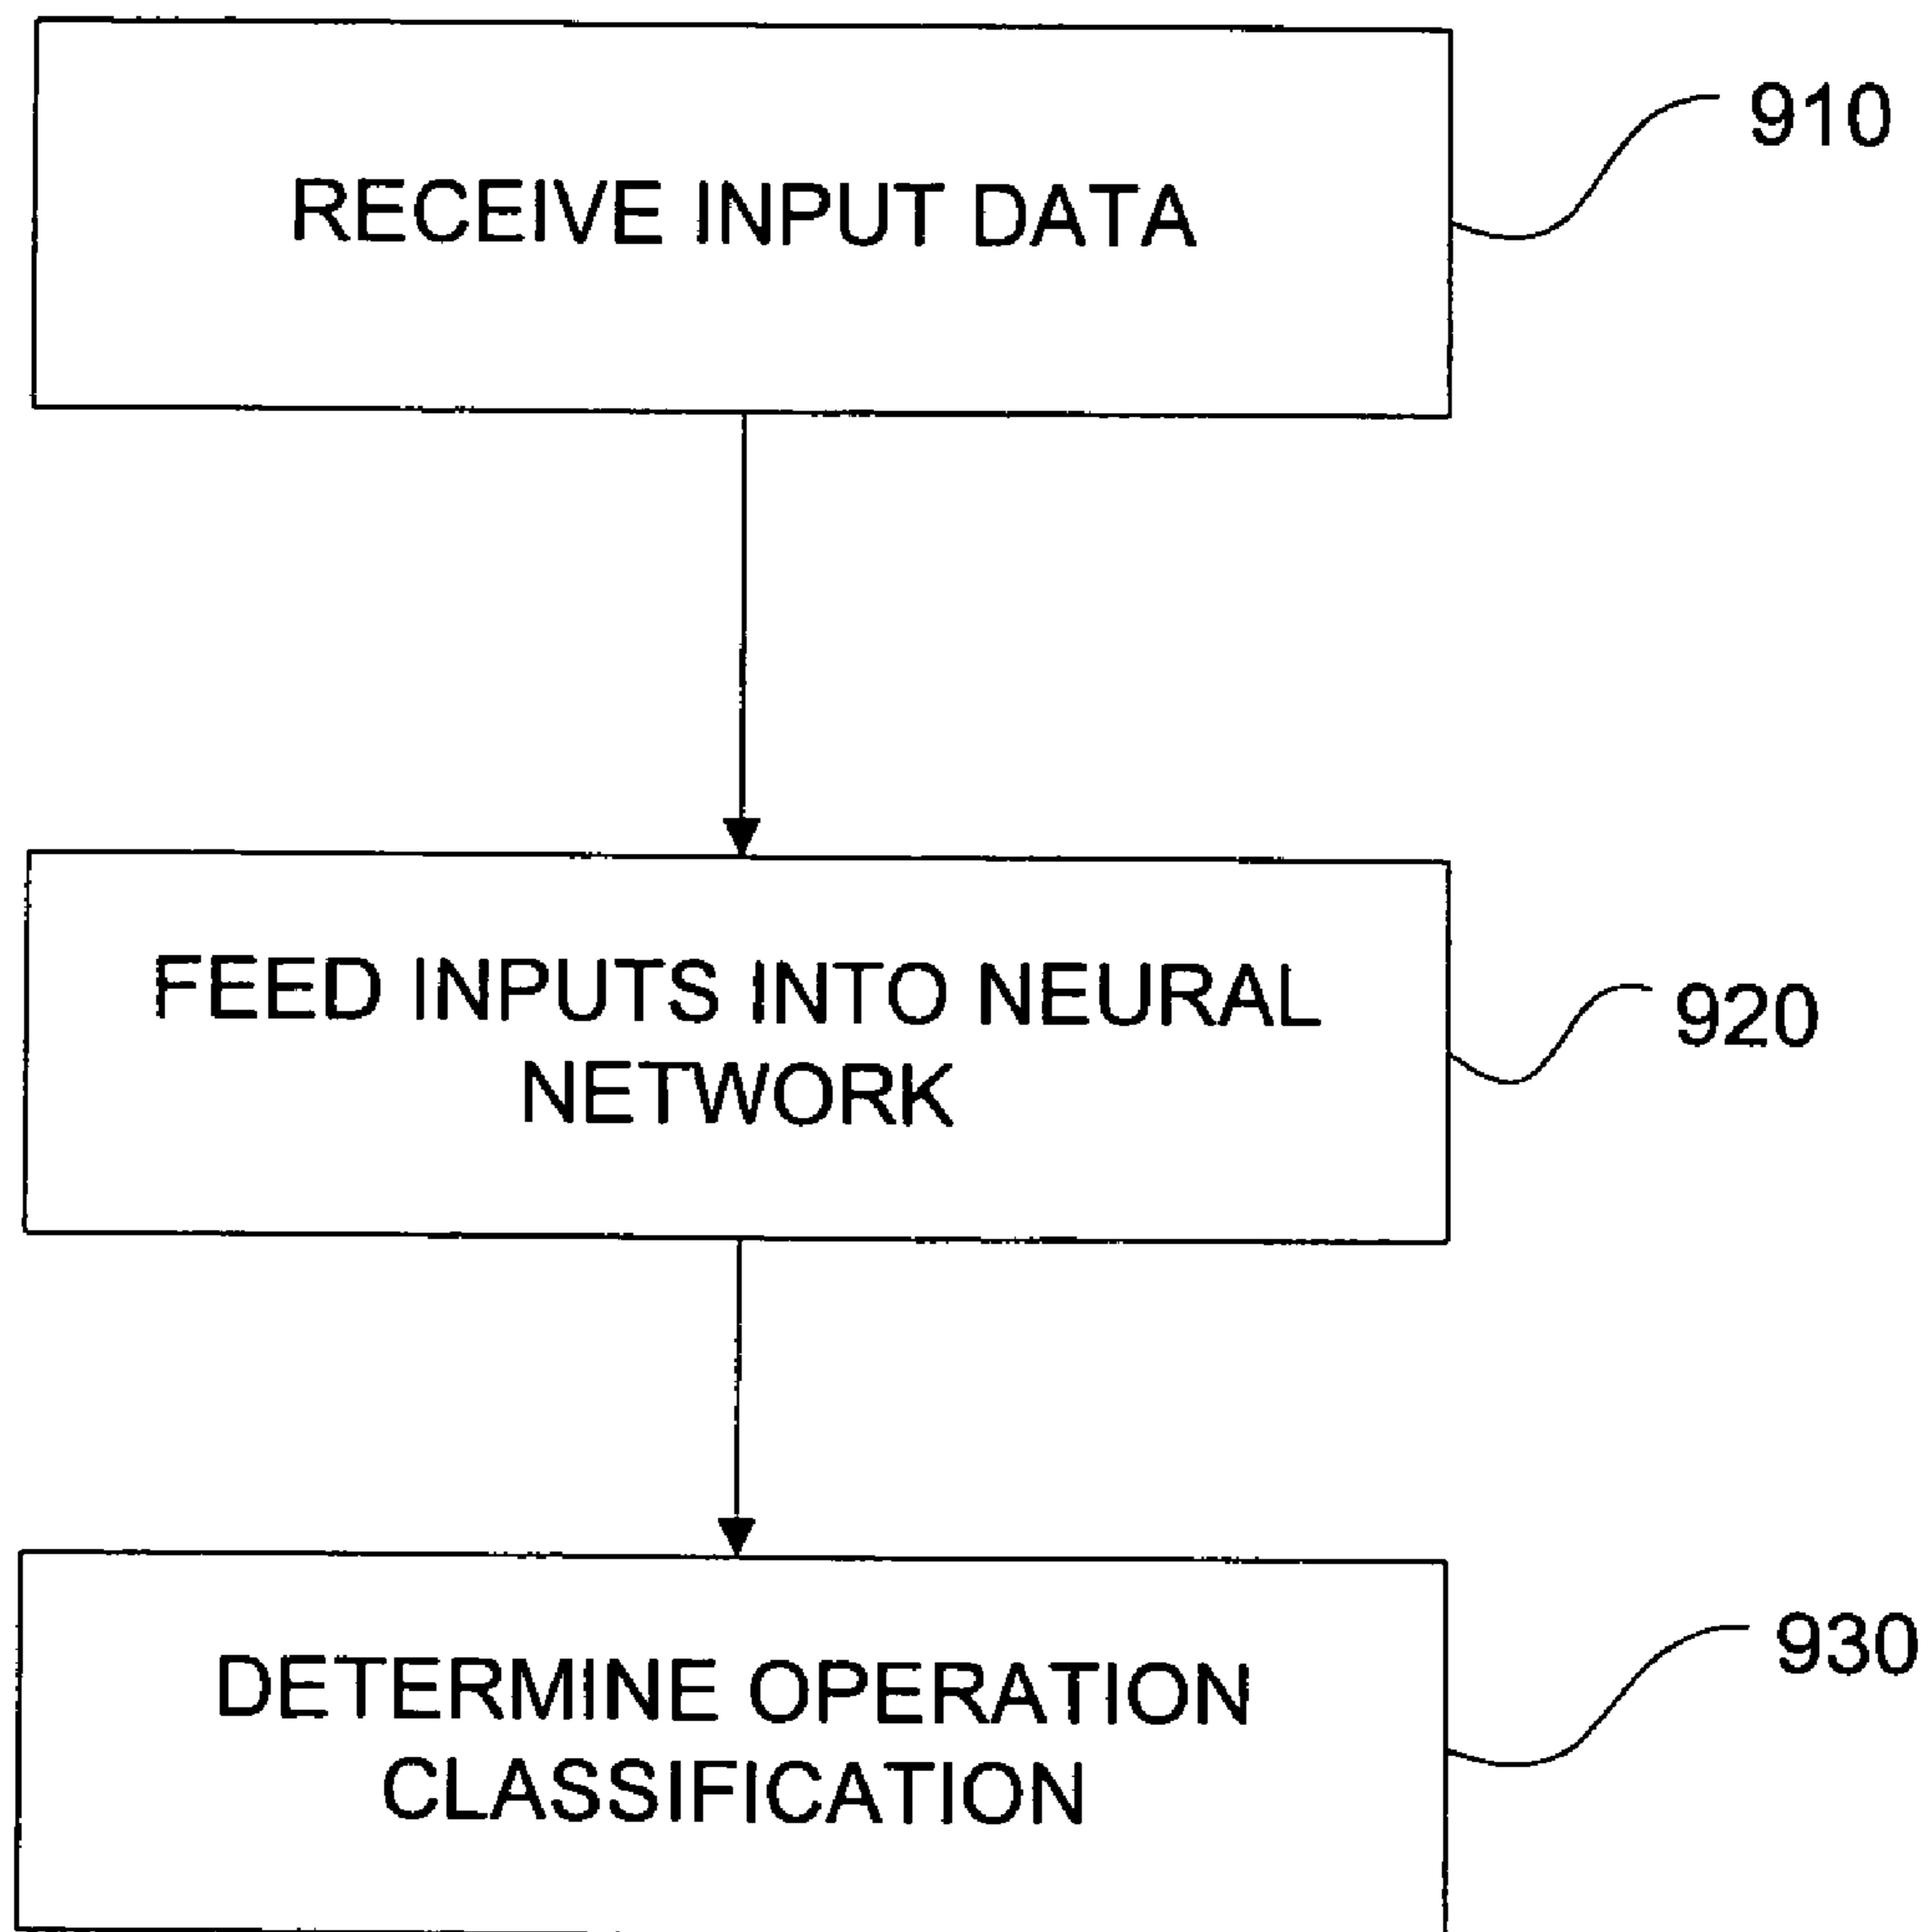 RECEIVE INPUT DATA
910
FEED INPUTS INTO NEURAL
NETWORK
920
DETERMINE OPERATION
CLASSIFICATION
930